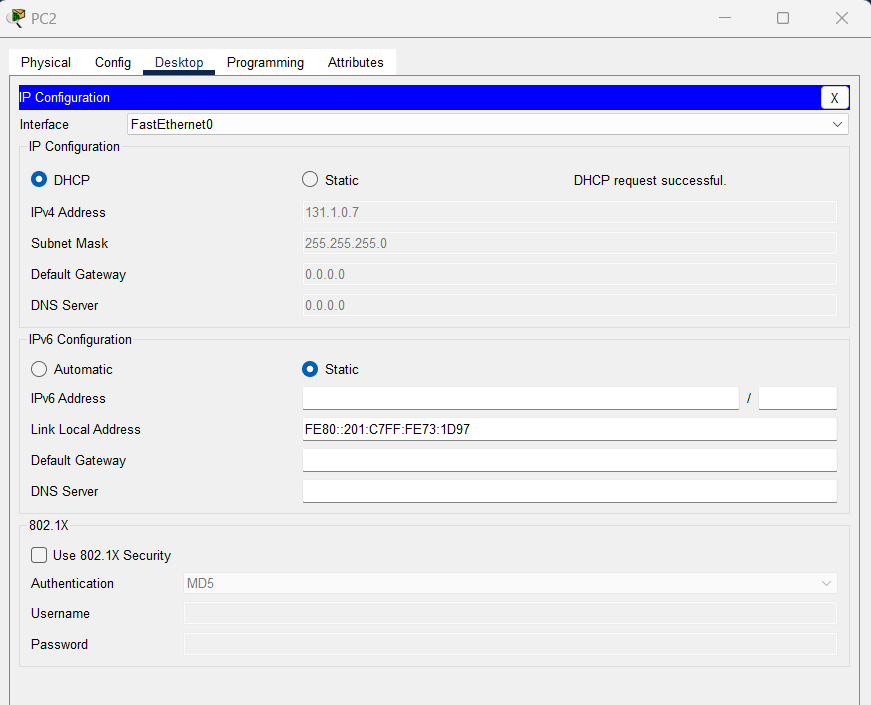 PC2
Physical Config Desktop Programming Attributes
IP Configuration X
Interface FastEthernet0
IP Configuration
DHCP Static DHCP request successful.
IPv4 Address 131.1.0.7
Subnet Mask 255.255.255.0
Default Gateway 0.0.0.0
DNS Server 0.0.0.0
IPv6 Configuration
Automatic Static
IPv6 Address /
Link Local Address FE80::201:C7FF:FE73:1D97
Default Gateway
DNS Server
802.1X
Use 802.1X Security
Authentication MD5
Username
Password